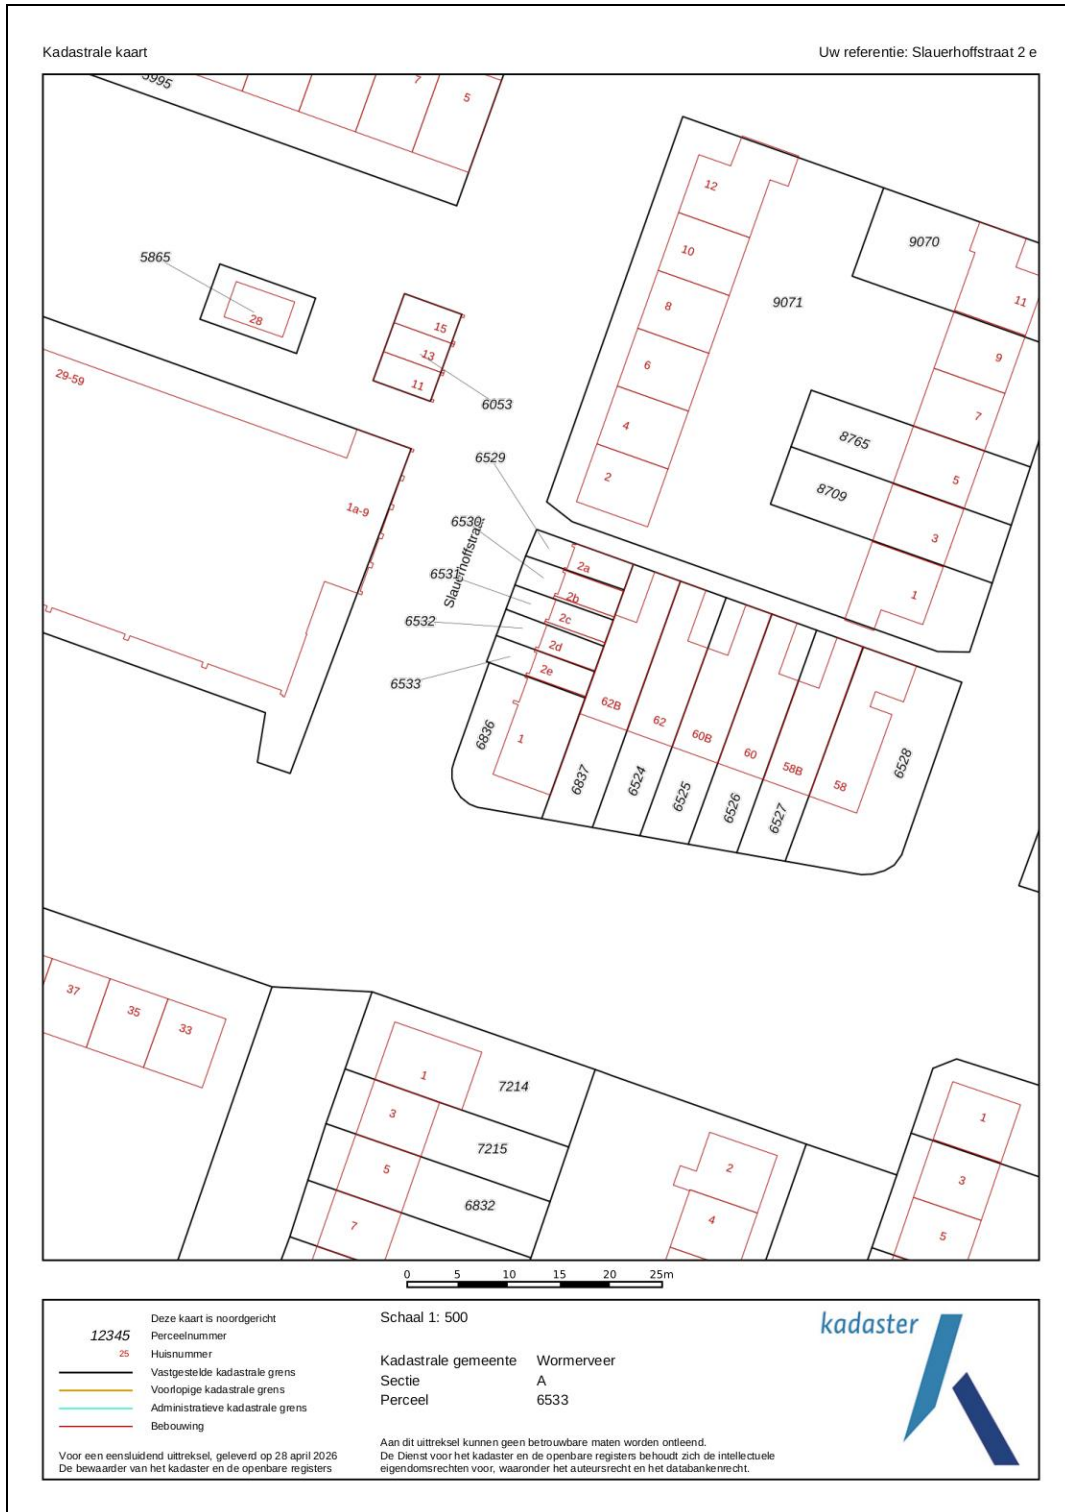 Kadastrale kaart
Uw referentie: Slauerhoffstraat 2 e
5995
7
5
12
10
8
6
4
2
9071
9070
11
9
7
5
3
1
8765
8709
5865
28
15
13
11
6053
29-59
1a-9
Slauerhoffstraat
6529
6530
6531
6532
6533
2a
2b
2c
2d
2e
1
6836
6837
6524
6525
6526
6527
6528
62B
62
60B
60
58B
58
37
35
33
1
3
5
7
7214
7215
6832
2
4
1
3
5
0 5 10 15 20 25m
Deze kaart is noordgericht
12345 Perceelnummer
25 Huisnummer
Vastgestelde kadastrale grens
Voorlopige kadastrale grens
Administratieve kadastrale grens
Bebouwing
Voor een eensluidend uittreksel, geleverd op 28 april 2026
De bewaarder van het kadaster en de openbare registers
Schaal 1: 500
Kadastrale gemeente Wormerveer
Sectie A
Perceel 6533
Aan dit uittreksel kunnen geen betrouwbare maten worden ontleend.
De Dienst voor het kadaster en de openbare registers behoudt zich de intellectuele
eigendomsrechten voor, waaronder het auteursrecht en het databankenrecht.
kadaster